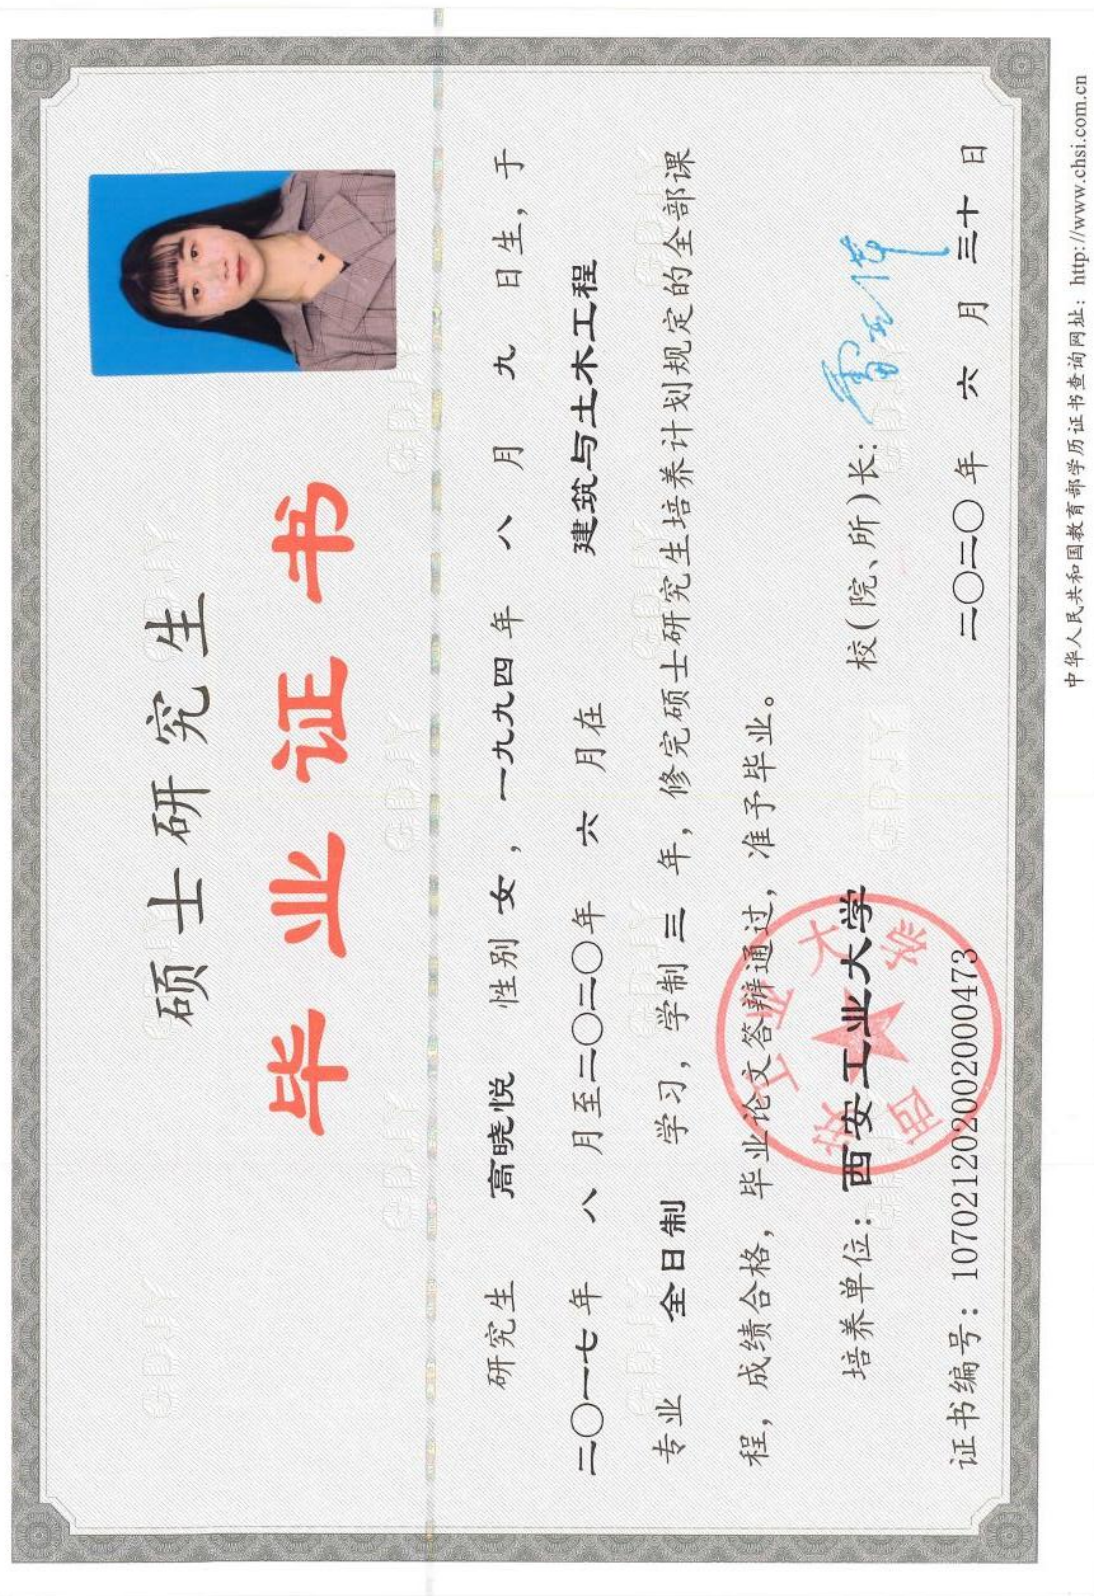 硕士研究生
毕业证书
研究生 高晓悦 性别 女, 一九九四 年 八 月 九 日生, 于
二〇一七 年 八 月至 二〇二〇 年 六 月在 建筑与土木工程
专业 全日制 学习, 学制 三 年, 修完硕士研究生培养计划规定的全部课
程, 成绩合格, 毕业论文答辩通过, 准予毕业。
培养单位: 西安工业大学 校(院、所)长:
西安工业大学
证书编号: 107021202002000473 二〇二〇 年 六 月 三十 日
中华人民共和国教育部学历证书查询网址: http://www.chsi.com.cn